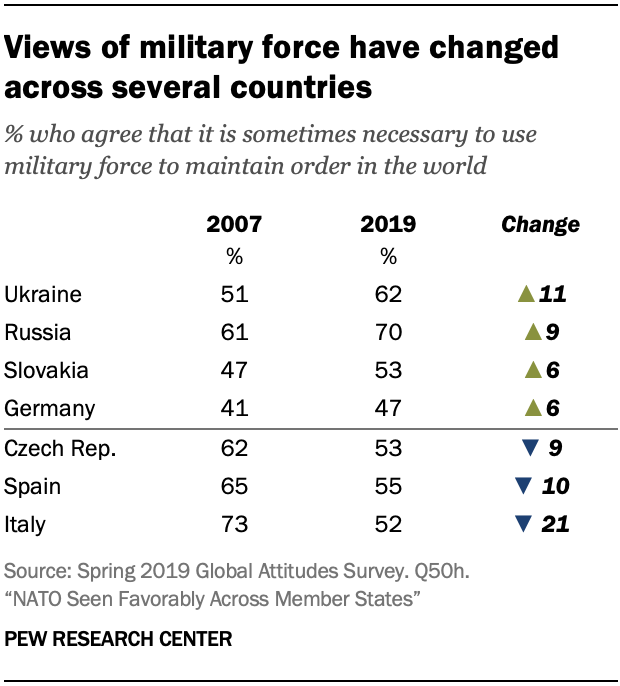 Views of military force have changed
across several countries
% who agree that it is sometimes necessary to use
military force to maintain order in the world
2007 2019 Change
% %
Ukraine 51 62 ▲11
Russia 61 70 ▲9
Slovakia 47 53 ▲6
Germany 41 47 ▲6
Czech Rep. 62 53 ▼ 9
Spain 65 55 ▼ 10
Italy 73 52 ▼ 21
Source: Spring 2019 Global Attitudes Survey. Q50h.
“NATO Seen Favorably Across Member States”
PEW RESEARCH CENTER